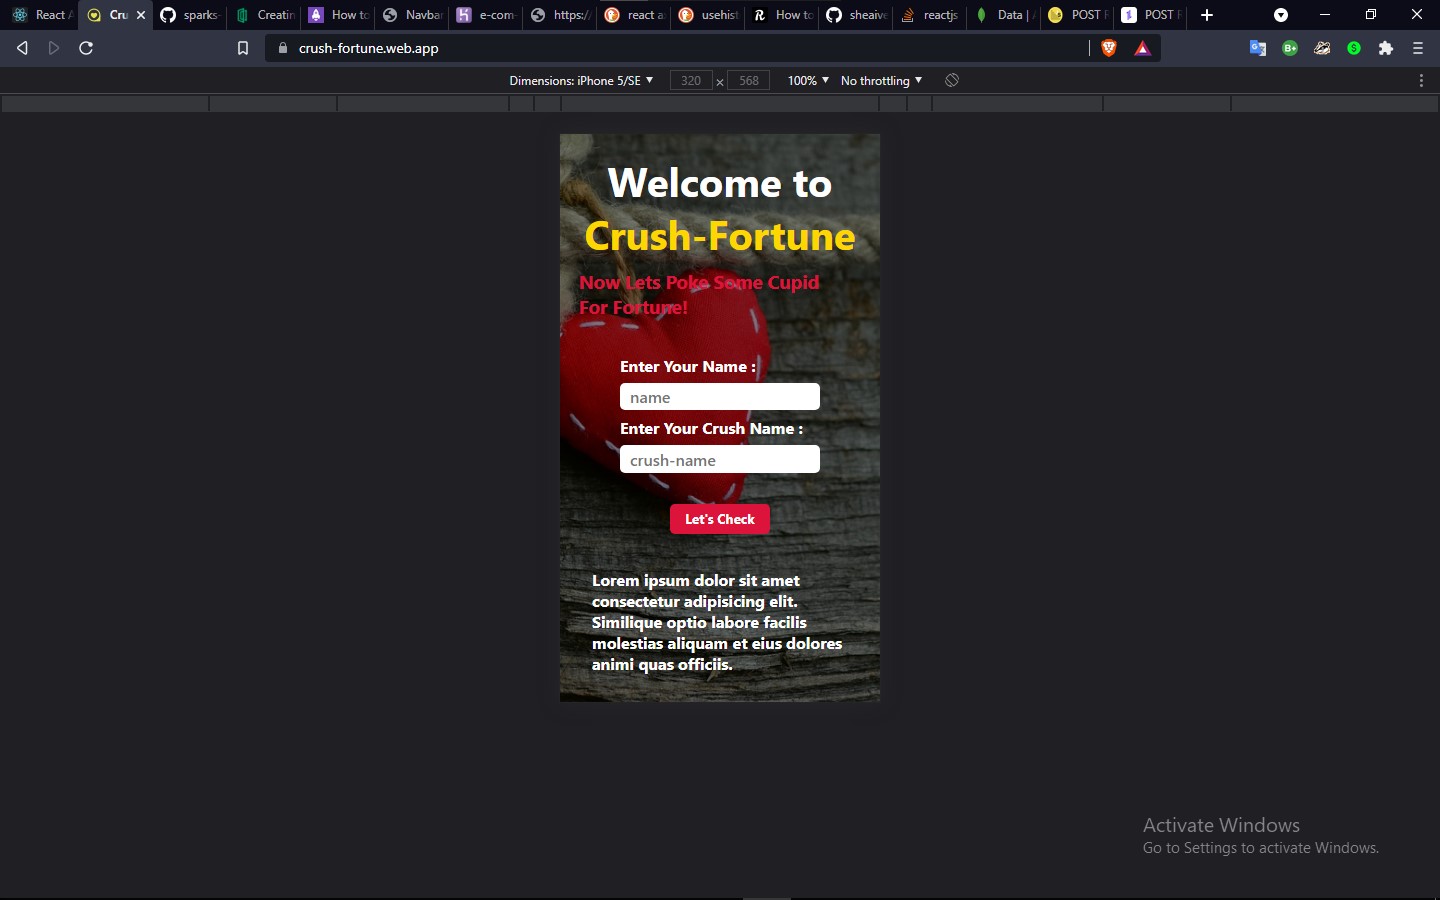 React A
Cru
sparks-
Creatin
How to
Navbar
e-com-
https:/
react a
usehist
How to
sheaive
reactjs
Data | A
POST R
POST R
crush-fortune.web.app
Dimensions: iPhone 5/SE 320 × 568 100% No throttling
Welcome to
Crush-Fortune
Now Lets Poke Some Cupid
For Fortune!
Enter Your Name :
name
Enter Your Crush Name :
crush-name
Let's Check
Lorem ipsum dolor sit amet
consectetur adipisicing elit.
Similique optio labore facilis
molestias aliquam et eius dolores
animi quas officiis.
Activate Windows
Go to Settings to activate Windows.